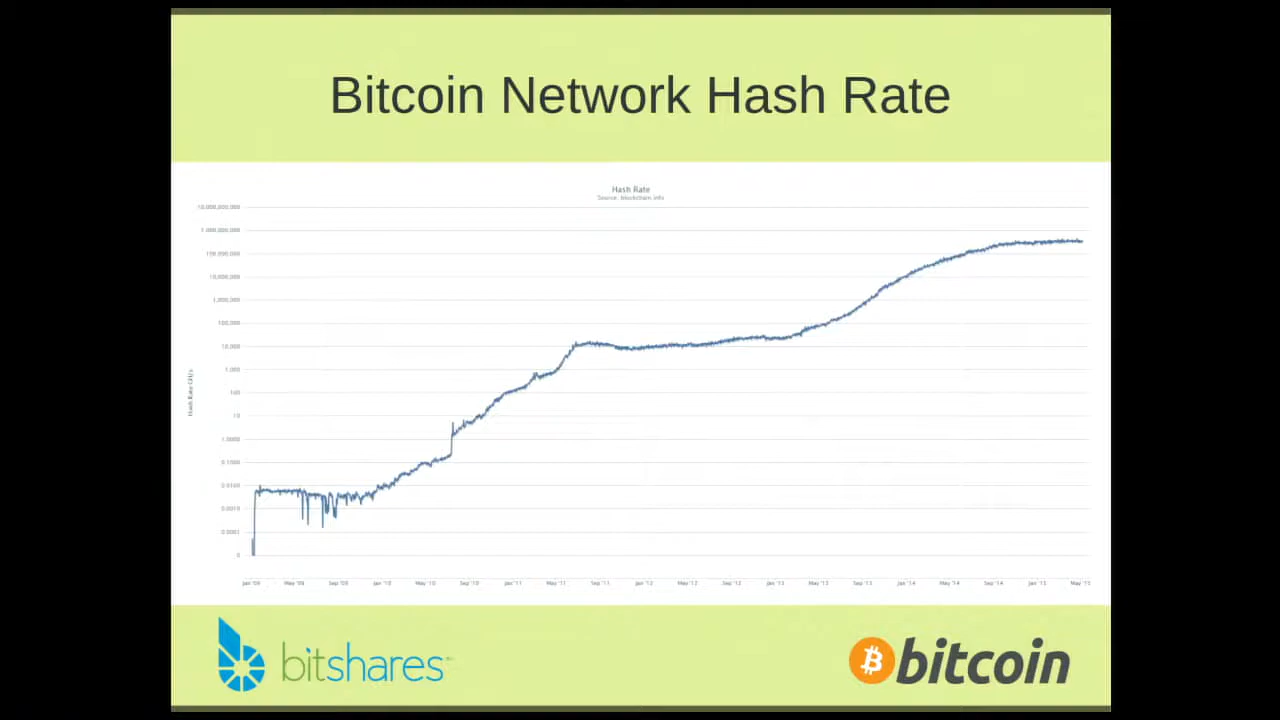 Bitcoin Network Hash Rate
Hash Rate
Source: blockchain.info
10,000,000,000
1,000,000,000
100,000,000
10,000,000
1,000,000
100,000
10,000
1,000
100
10
1.0000
0.1000
0.0100
0.0010
0.0001
0
Hash Rate GH/s
Jan '09 May '09 Sep '09 Jan '10 May '10 Sep '10 Jan '11 May '11 Sep '11 Jan '12 May '12 Sep '12 Jan '13 May '13 Sep '13 Jan '14 May '14 Sep '14 Jan '15 May '15
bitshares
bitcoin